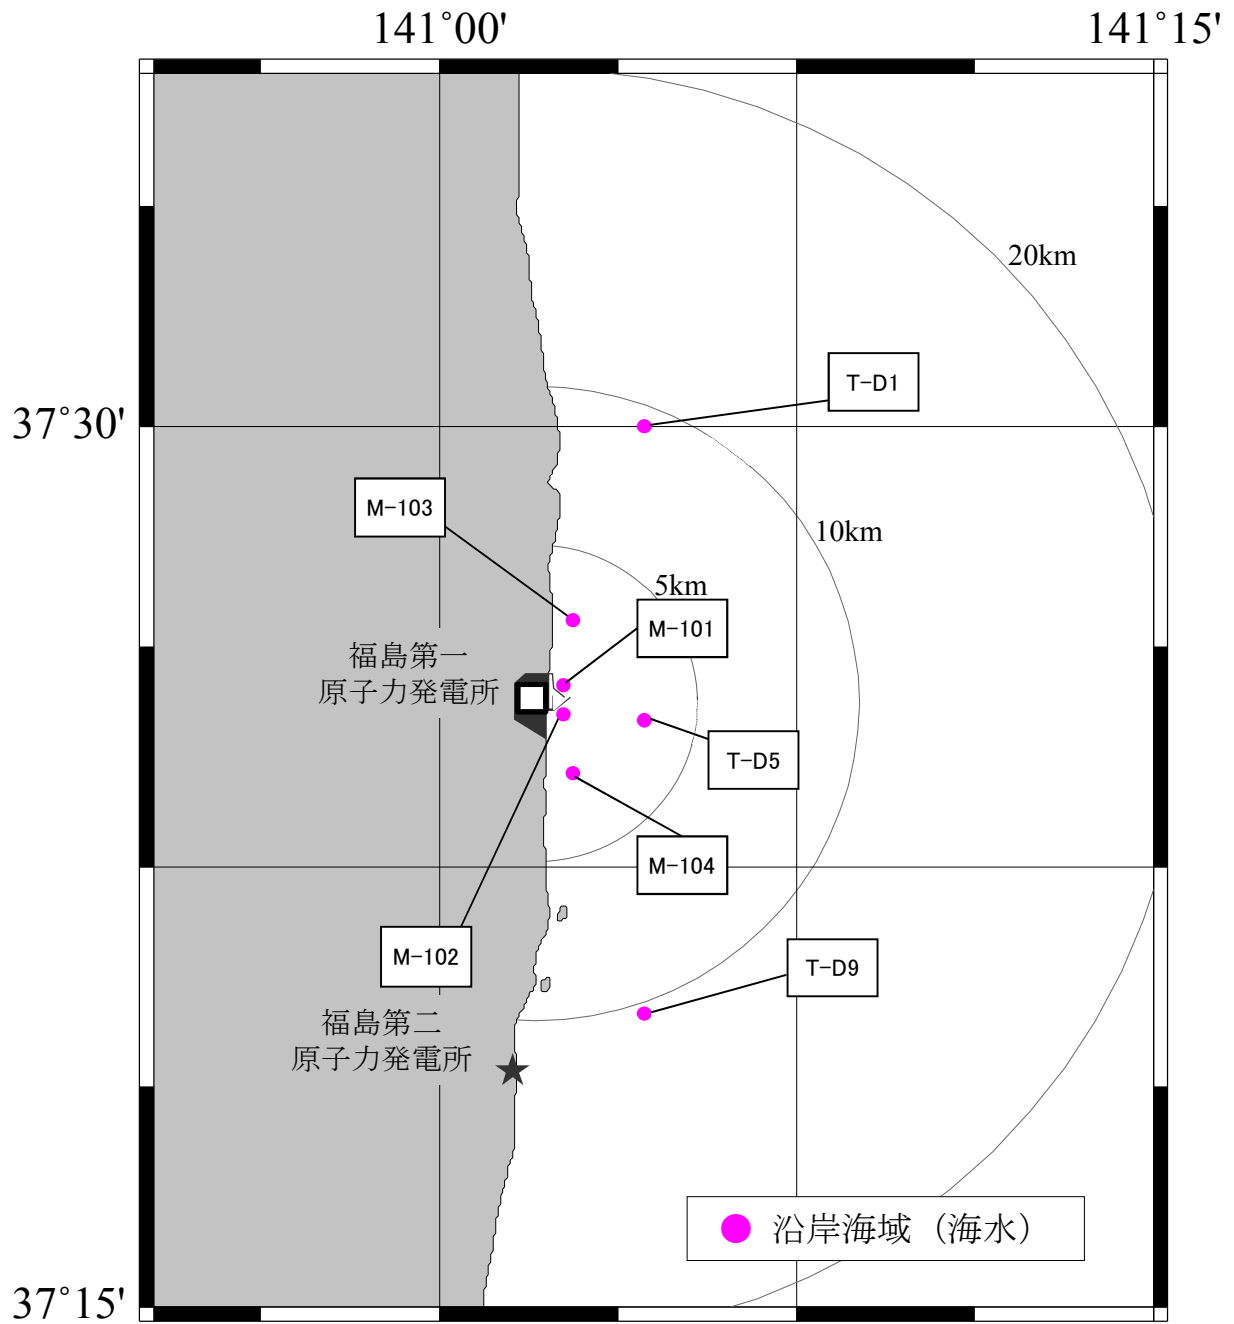 141°00'
141°15'
20km
T-D1
37°30'
M-103
10km
5km
M-101
福島第一
原子力発電所
T-D5
M-104
M-102
T-D9
福島第二
原子力発電所
沿岸海域（海水）
37°15'